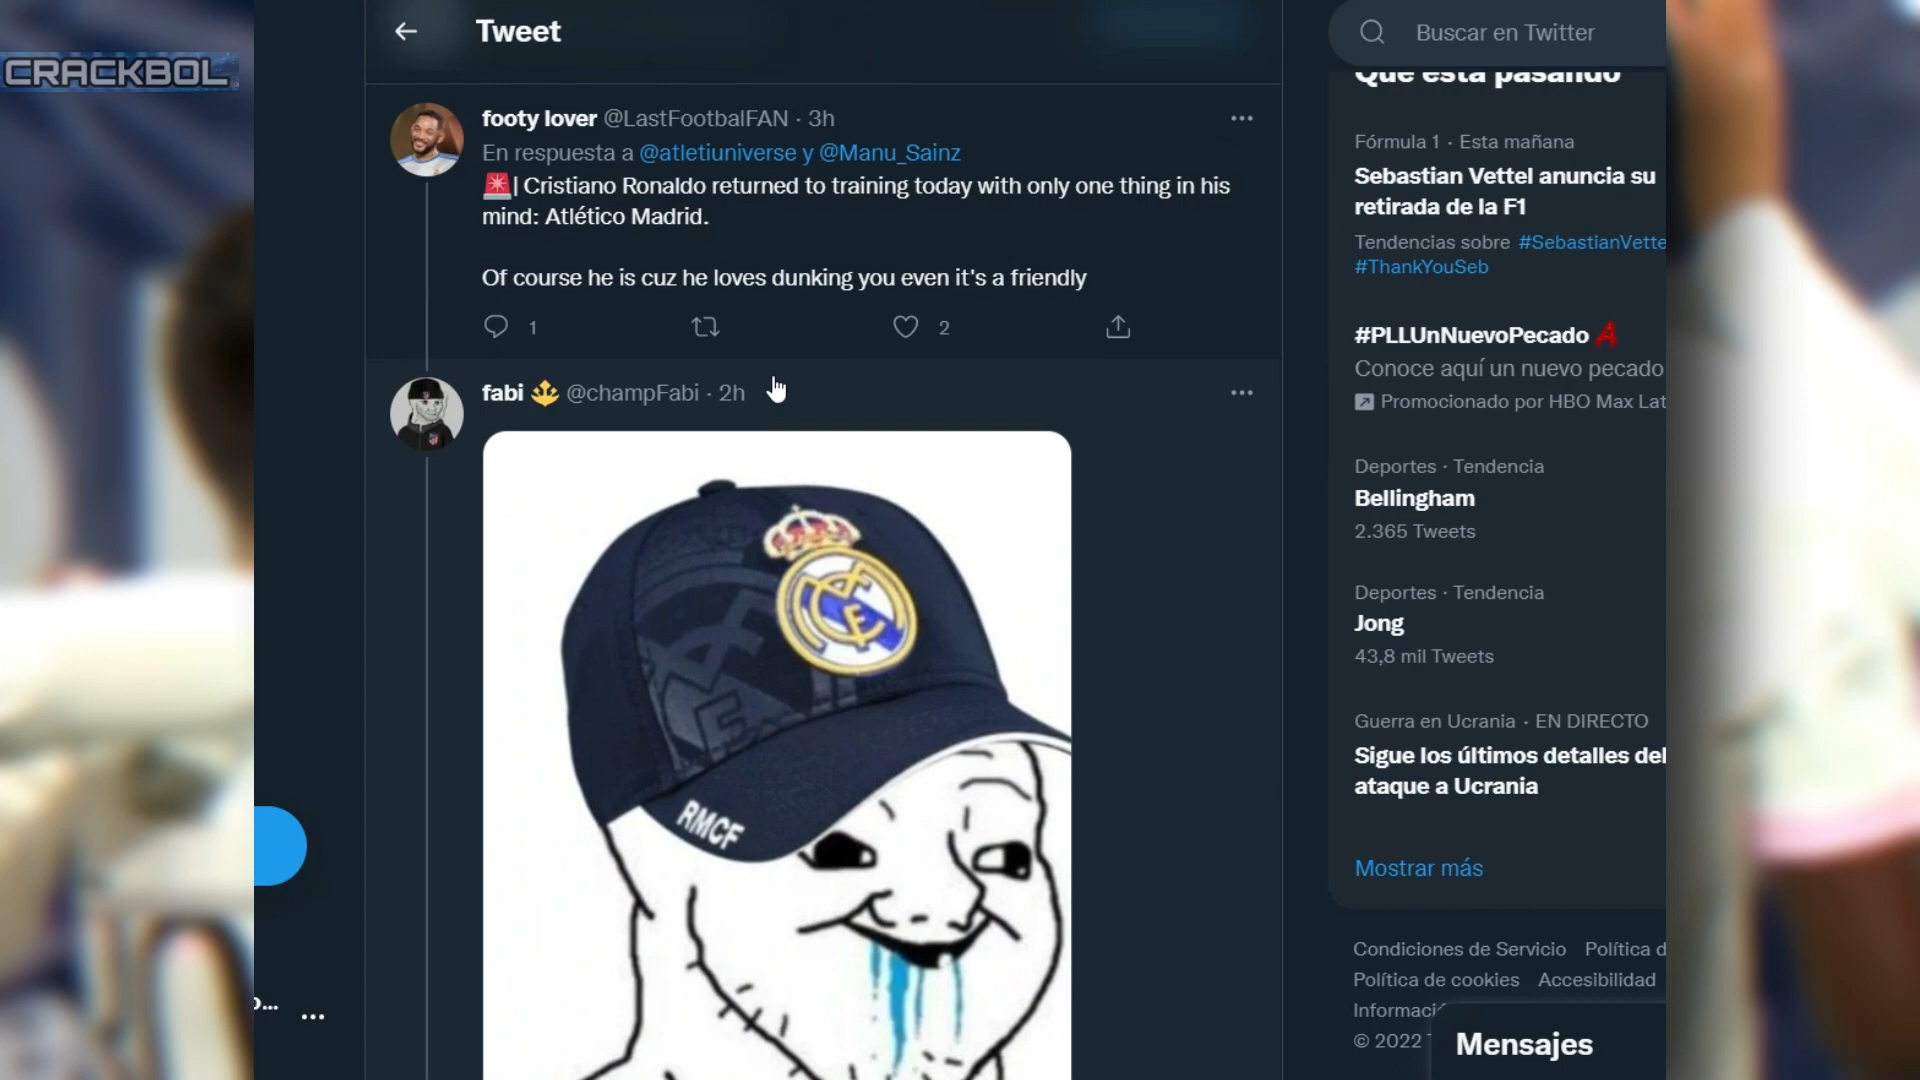 CRACKBOL
Tweet
footy lover @LastFootbalFAN · 3h
En respuesta a @atletiuniverse y @Manu_Sainz
🚨| Cristiano Ronaldo returned to training today with only one thing in his
mind: Atlético Madrid.
Of course he is cuz he loves dunking you even it's a friendly
1
2
fabi @champFabi · 2h
RMCF
Buscar en Twitter
Qué está pasando
Fórmula 1 · Esta mañana
Sebastian Vettel anuncia su
retirada de la F1
Tendencias sobre #SebastianVette
#ThankYouSeb
#PLLUnNuevoPecado
Conoce aquí un nuevo pecado
Promocionado por HBO Max Lat
Deportes · Tendencia
Bellingham
2.365 Tweets
Deportes · Tendencia
Jong
43,8 mil Tweets
Guerra en Ucrania · EN DIRECTO
Sigue los últimos detalles del
ataque a Ucrania
Mostrar más
Condiciones de Servicio Política d
Política de cookies Accesibilidad
Informaci
© 2022
Mensajes